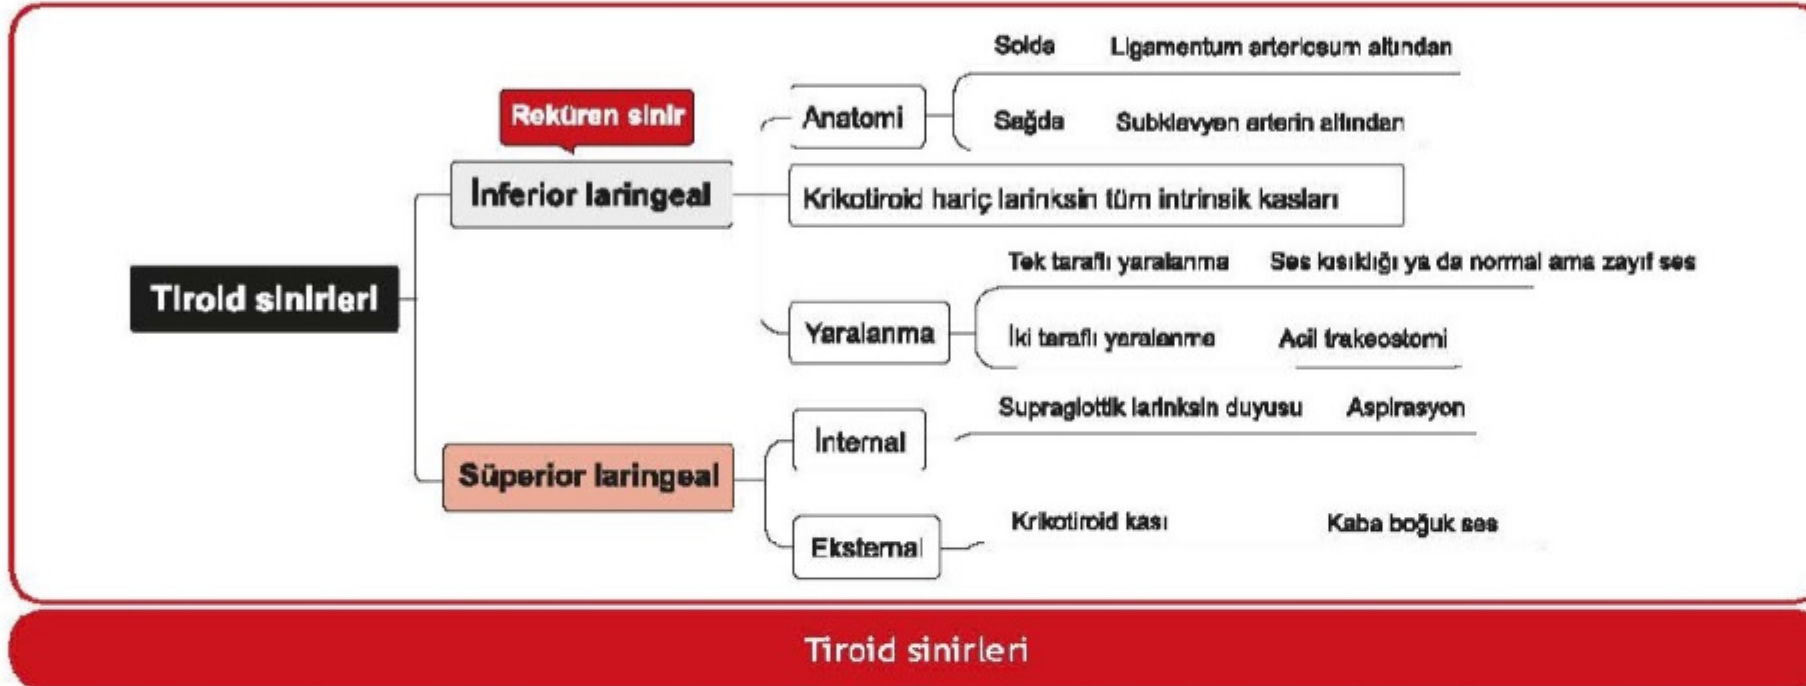 Tiroid sinirleri
Reküren sinir
İnferior laringeal
Anatomi
Solda Ligamentum arteriosum altından
Sağda Subklavyen arterin altından
Krikotiroid hariç larinksin tüm intrinsik kasları
Yaralanma
Tek taraflı yaralanma Ses kısıklığı ya da normal ama zayıf ses
İki taraflı yaralanma Acil trakeostomi
Süperior laringeal
İnternal
Supraglottik larinksin duyusu Aspirasyon
Eksternal
Krikotiroid kası Kaba boğuk ses
Tiroid sinirleri